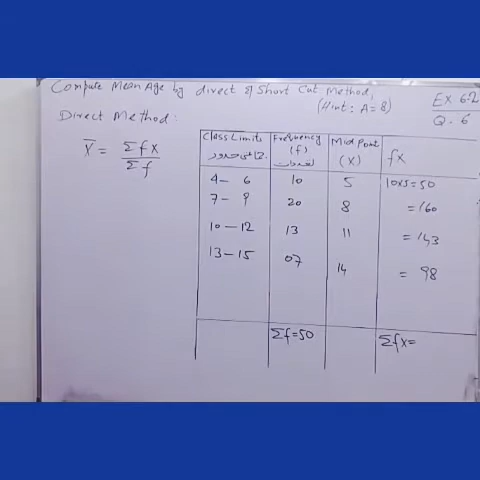 Compute Mean Age by direct & Short Cut Method,
(Hint: A=8)
Ex 6.2
Q. 6
Direct Method:
X̄ = Σfx / Σf
Class Limits Frequency (f) Mid Point (X) fx
4 – 6 10 5 10x5=50
7 – 9 20 8 =160
10 – 12 13 11 =143
13 – 15 07 14 = 98
Σf=50 Σfx=